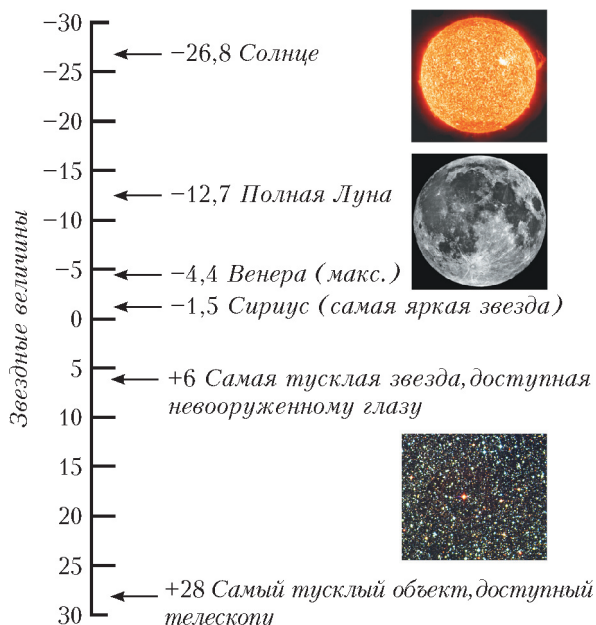 −30
−26,8 Солнце
−25
−20
−15
−12,7 Полная Луна
−10
−5
−4,4 Венера (макс.)
−1,5 Сириус (самая яркая звезда)
0
5
+6 Самая тусклая звезда, доступная
невооруженному глазу
10
15
20
25
+28 Самый тусклый объект, доступный
телескопу
30
Звездные величины